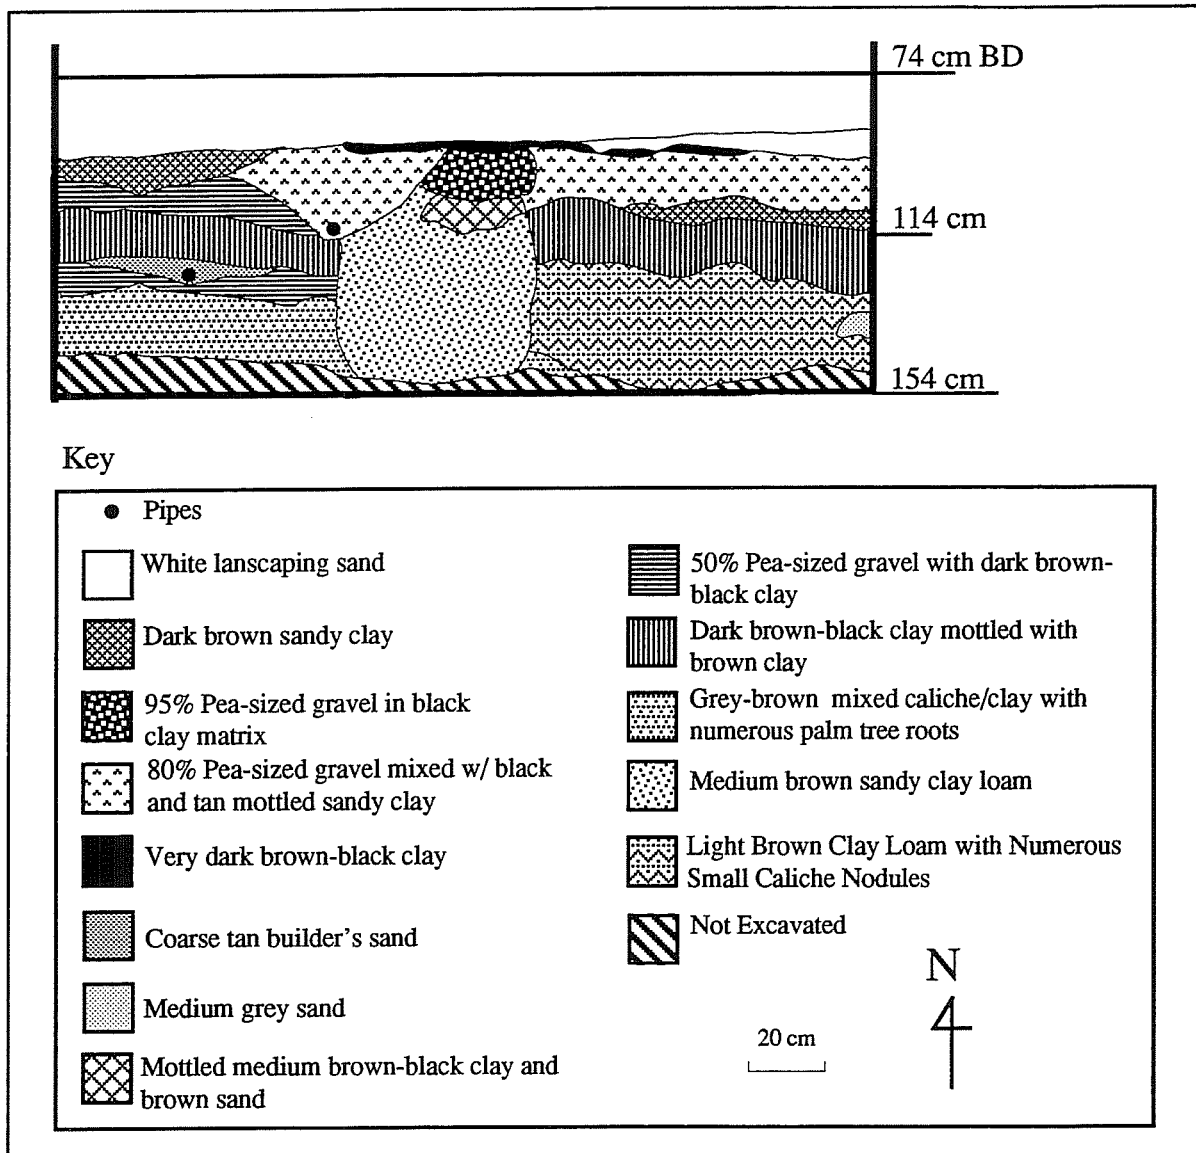 74 cm BD
114 cm
154 cm
Key
Pipes
White lanscaping sand
Dark brown sandy clay
95% Pea-sized gravel in black
clay matrix
80% Pea-sized gravel mixed w/ black
and tan mottled sandy clay
Very dark brown-black clay
Coarse tan builder's sand
Medium grey sand
Mottled medium brown-black clay and
brown sand
50% Pea-sized gravel with dark brown-
black clay
Dark brown-black clay mottled with
brown clay
Grey-brown mixed caliche/clay with
numerous palm tree roots
Medium brown sandy clay loam
Light Brown Clay Loam with Numerous
Small Caliche Nodules
Not Excavated
N
20 cm